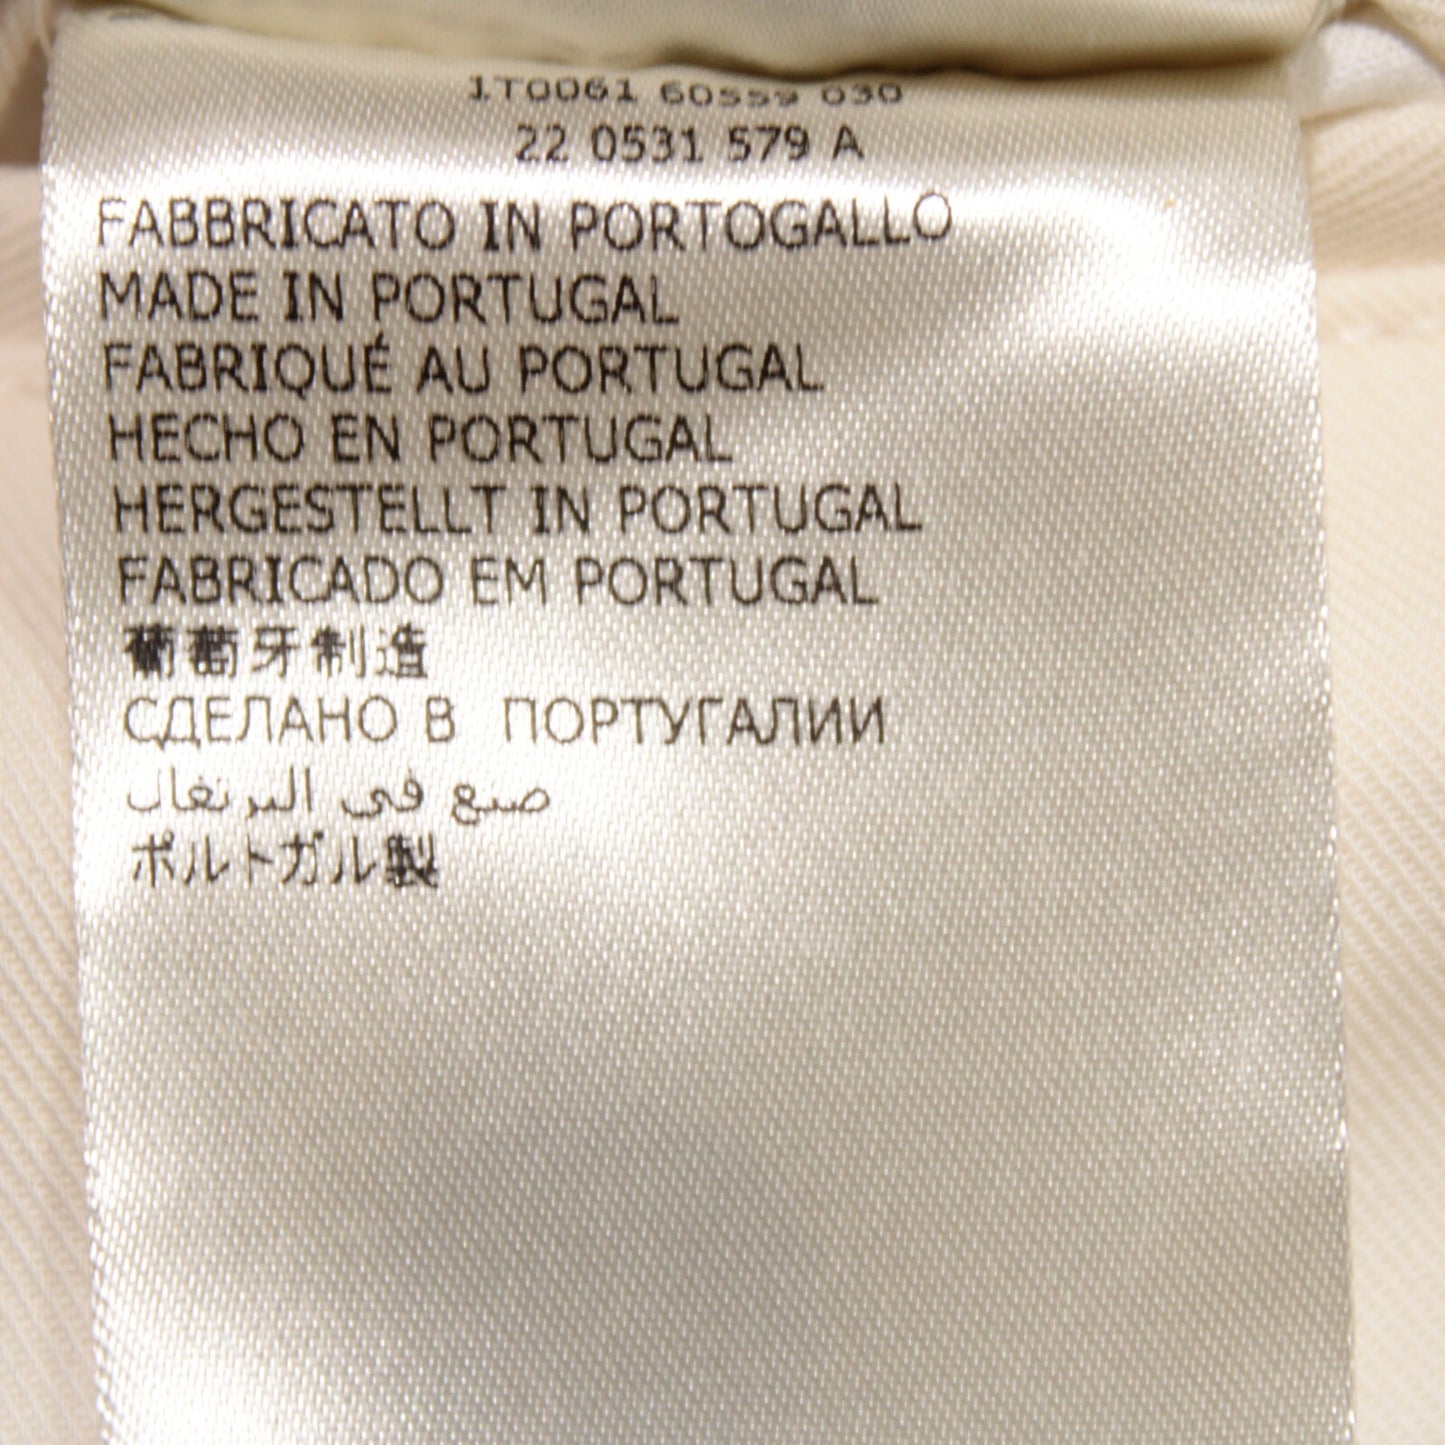 1T0061 60559 030
22 0531 579 A
FABBRICATO IN PORTOGALLO
MADE IN PORTUGAL
FABRIQUÉ AU PORTUGAL
HECHO EN PORTUGAL
HERGESTELLT IN PORTUGAL
FABRICADO EM PORTUGAL
葡萄牙制造
СДЕЛАНО В ПОРТУГАЛИИ
صنع في البرتغال
ポルトガル製